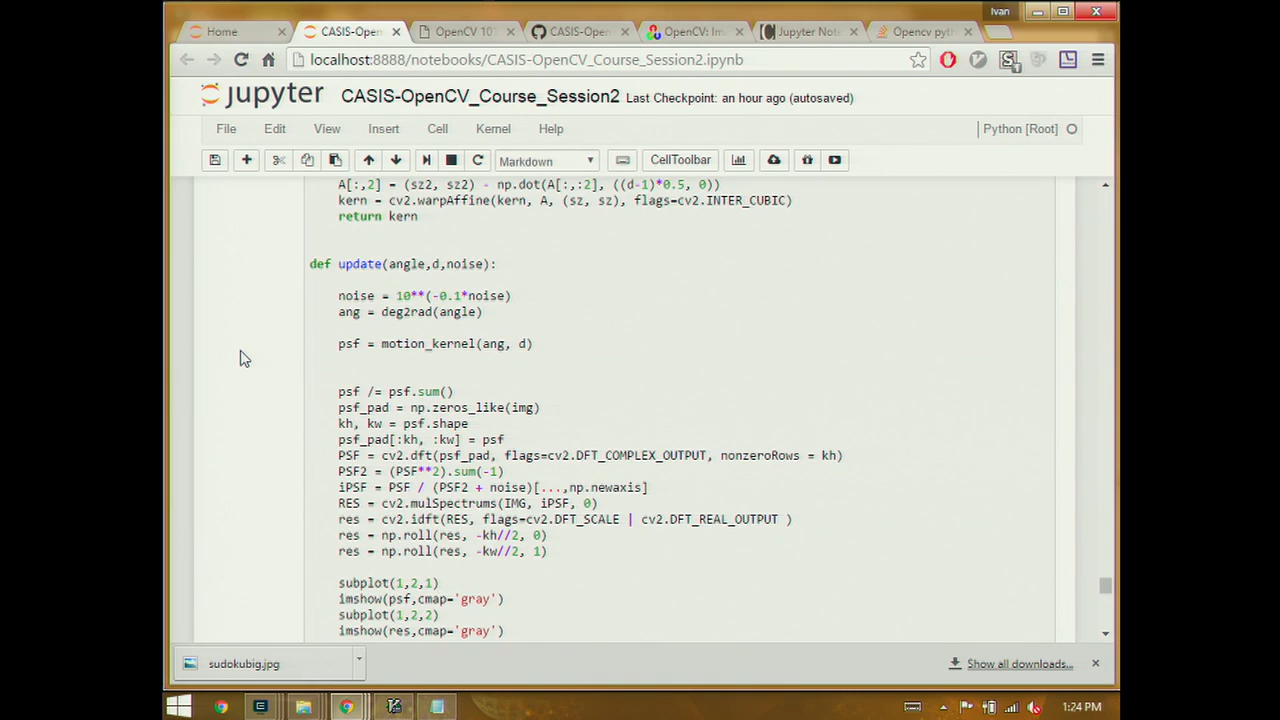 Ivan
Home
CASIS-Open
OpenCV 101
CASIS-Open
OpenCV: Im
Jupyter Note
Opencv pyth
localhost:8888/notebooks/CASIS-OpenCV_Course_Session2.ipynb
jupyter CASIS-OpenCV_Course_Session2 Last Checkpoint: an hour ago (autosaved)
File Edit View Insert Cell Kernel Help Python [Root]
Markdown CellToolbar
A[:,2] = (sz2, sz2) - np.dot(A[:,:2], ((d-1)*0.5, 0))
kern = cv2.warpAffine(kern, A, (sz, sz), flags=cv2.INTER_CUBIC)
return kern
def update(angle,d,noise):
noise = 10**(-0.1*noise)
ang = deg2rad(angle)
psf = motion_kernel(ang, d)
psf /= psf.sum()
psf_pad = np.zeros_like(img)
kh, kw = psf.shape
psf_pad[:kh, :kw] = psf
PSF = cv2.dft(psf_pad, flags=cv2.DFT_COMPLEX_OUTPUT, nonzeroRows = kh)
PSF2 = (PSF**2).sum(-1)
iPSF = PSF / (PSF2 + noise)[...,np.newaxis]
RES = cv2.mulSpectrums(IMG, iPSF, 0)
res = cv2.idft(RES, flags=cv2.DFT_SCALE | cv2.DFT_REAL_OUTPUT )
res = np.roll(res, -kh//2, 0)
res = np.roll(res, -kw//2, 1)
subplot(1,2,1)
imshow(psf,cmap='gray')
subplot(1,2,2)
imshow(res,cmap='gray')
sudokubig.jpg
Show all downloads...
1:24 PM